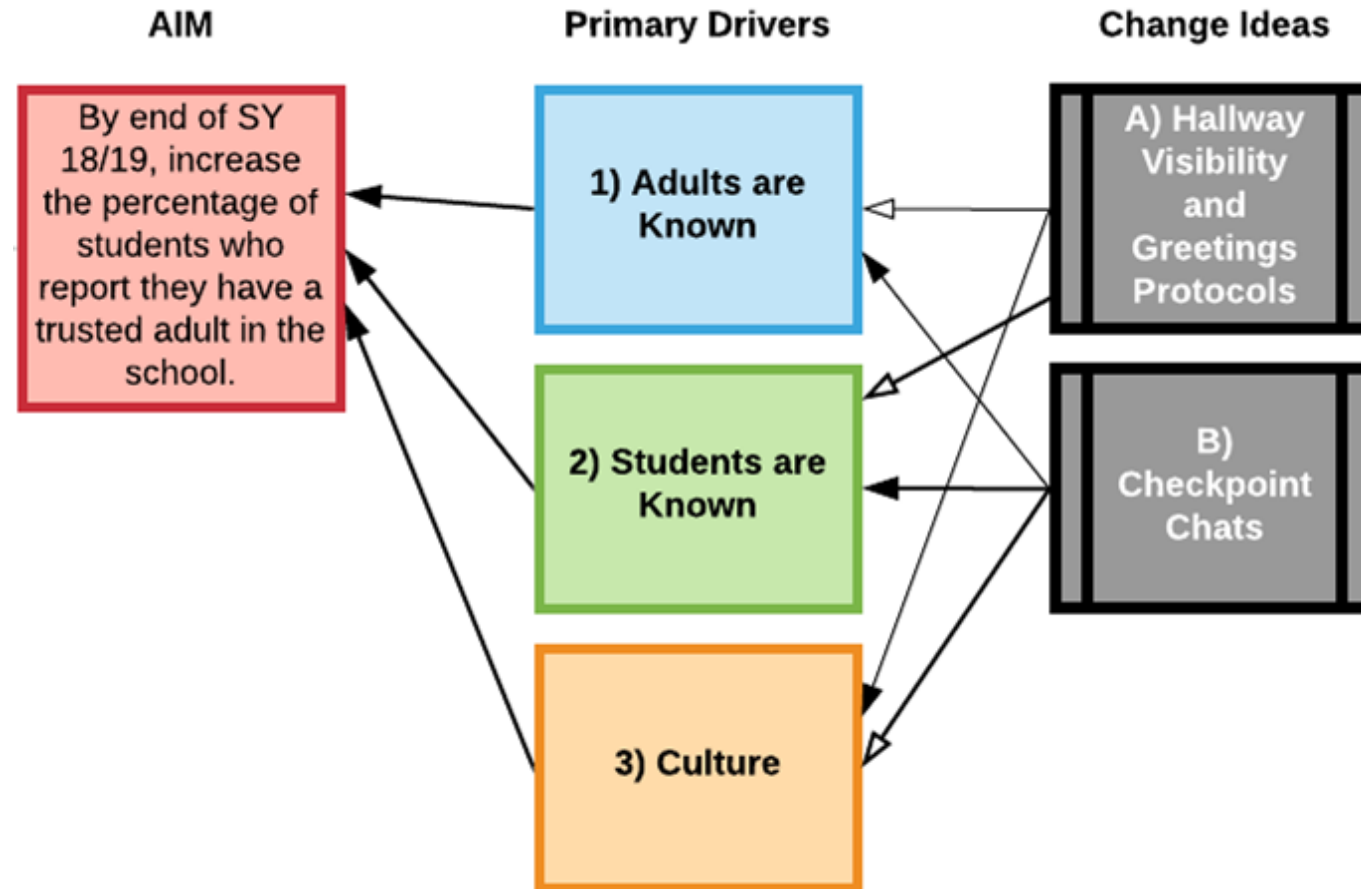 AIM
Primary Drivers
Change Ideas
By end of SY
18/19, increase
the percentage of
students who
report they have a
trusted adult in the
school.
1) Adults are
Known
2) Students are
Known
3) Culture
A) Hallway
Visibility
and
Greetings
Protocols
B)
Checkpoint
Chats